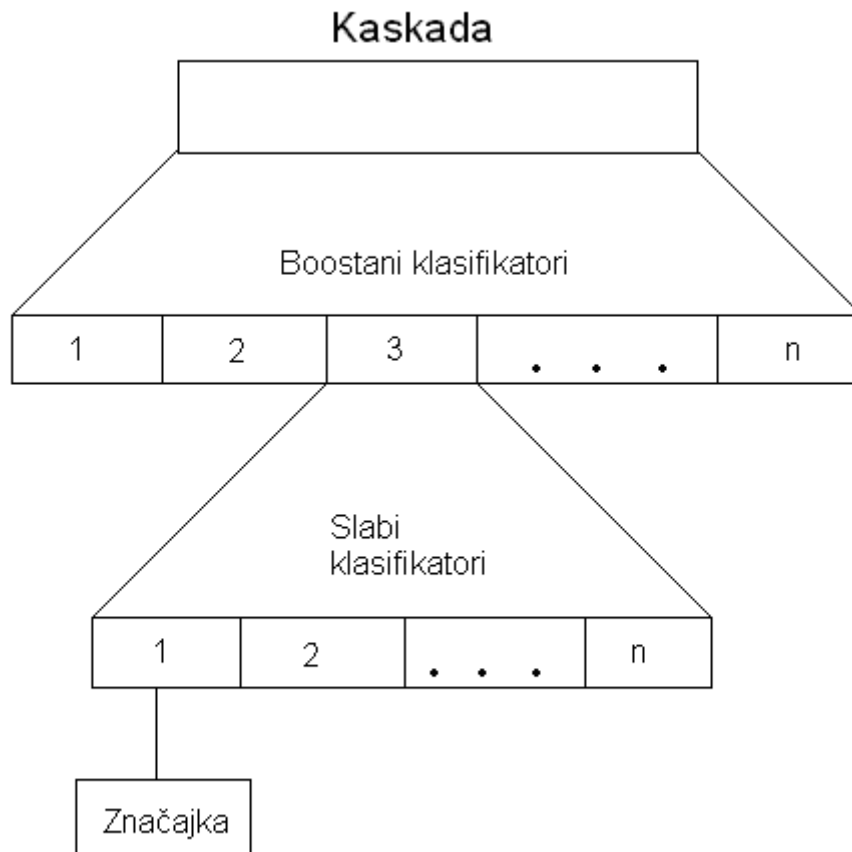 Kaskada
Boostani klasifikatori
1 2 3 . . . n
Slabi
klasifikatori
1 2 . . . n
Značajka